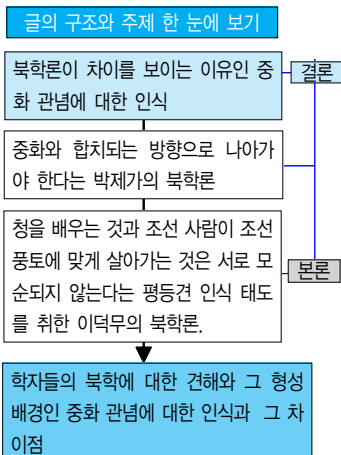 글의 구조와 주제 한 눈에 보기
북학론이 차이를 보이는 이유인 중
화 관념에 대한 인식
결론
중화와 합치되는 방향으로 나아가
야 한다는 박제가의 북학론
청을 배우는 것과 조선 사람이 조선
풍토에 맞게 살아가는 것은 서로 모
순되지 않는다는 평등견 인식 태도
를 취한 이덕무의 북학론.
본론
학자들의 북학에 대한 견해와 그 형성
배경인 중화 관념에 대한 인식과 그 차
이점